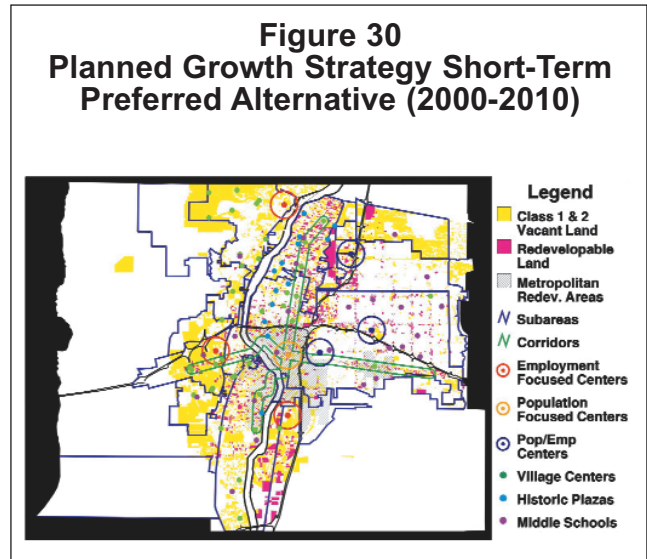 Figure 30
Planned Growth Strategy Short-Term
Preferred Alternative (2000-2010)
Legend
Class 1 & 2
Vacant Land
Redevelopable
Land
Metropolitan
Redev. Areas
Subareas
Corridors
Employment
Focused Centers
Population
Focused Centers
Pop/Emp
Centers
Village Centers
Historic Plazas
Middle Schools